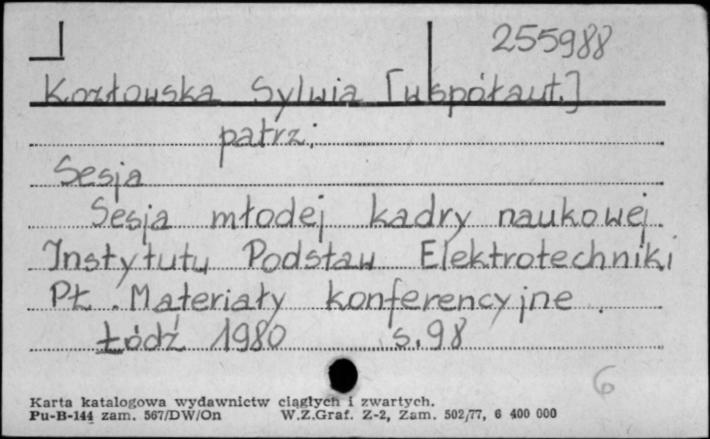 255988
Kozłowska Sylwia [współaut.]
patrz:
Sesja
Sesja młodej kadry naukowej
Instytutu Podstaw Elektrotechniki
PŁ. Materiały konferencyjne.
Łódź 1980 s. 98
6
Karta katalogowa wydawnictw ciągłych i zwartych.
Pu-B-144 zam. 567/DW/On W.Z.Graf. Z-2, Zam. 502/77, 6 400 000